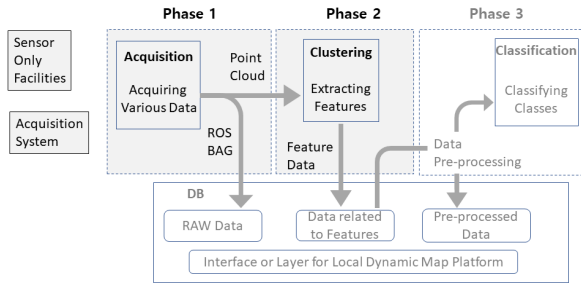 Phase 1
Phase 2
Phase 3
Sensor
Only
Facilities
Acquisition
System
Acquisition
Acquiring
Various Data
Point
Cloud
ROS
BAG
Clustering
Extracting
Features
Feature
Data
Classification
Classifying
Classes
Data
Pre-processing
DB
RAW Data
Data related
to Features
Pre-processed
Data
Interface or Layer for Local Dynamic Map Platform